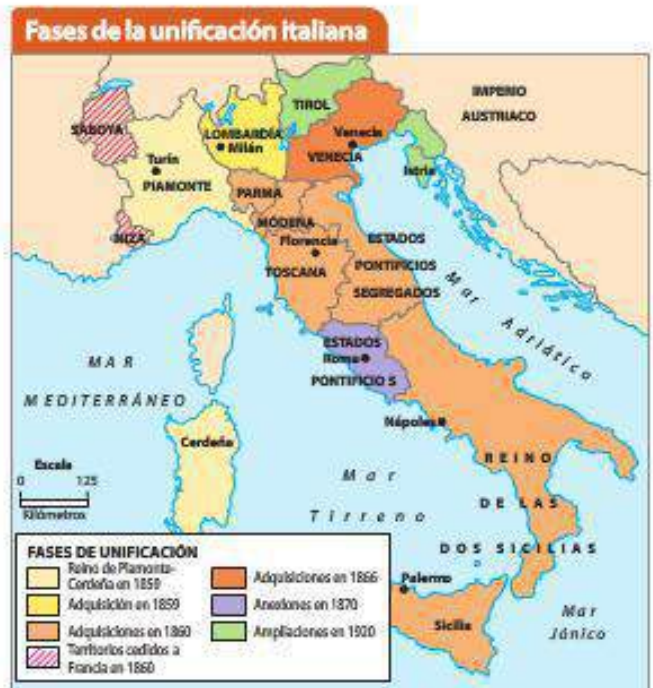 Fases de la unificación italiana
IMPERIO
AUSTRIACO
TIROL
SABOYA
LOMBARDÍA
Milán
Venecia
VENECIA
Turín
PIAMONTE
Istria
PARMA
MÓDENA
NIZA
Florencia
TOSCANA
ESTADOS
PONTIFICIOS
SEGREGADOS
Mar
Adriático
ESTADOS
Roma
PONTIFICIO S
MAR
MEDITERRÁNEO
Nápoles
Cerdeña
REINO
DE LAS
DOS SICILIAS
Mar
Tirreno
Escala
0 125
Kilómetros
Palermo
Sicilia
Mar
Jónico
FASES DE UNIFICACIÓN
Reino de Piamonte-
Cerdeña en 1859
Adquisición en 1859
Adquisiciones en 1860
Territorios cedidos a
Francia en 1860
Adquisiciones en 1866
Anexiones en 1870
Ampliaciones en 1920